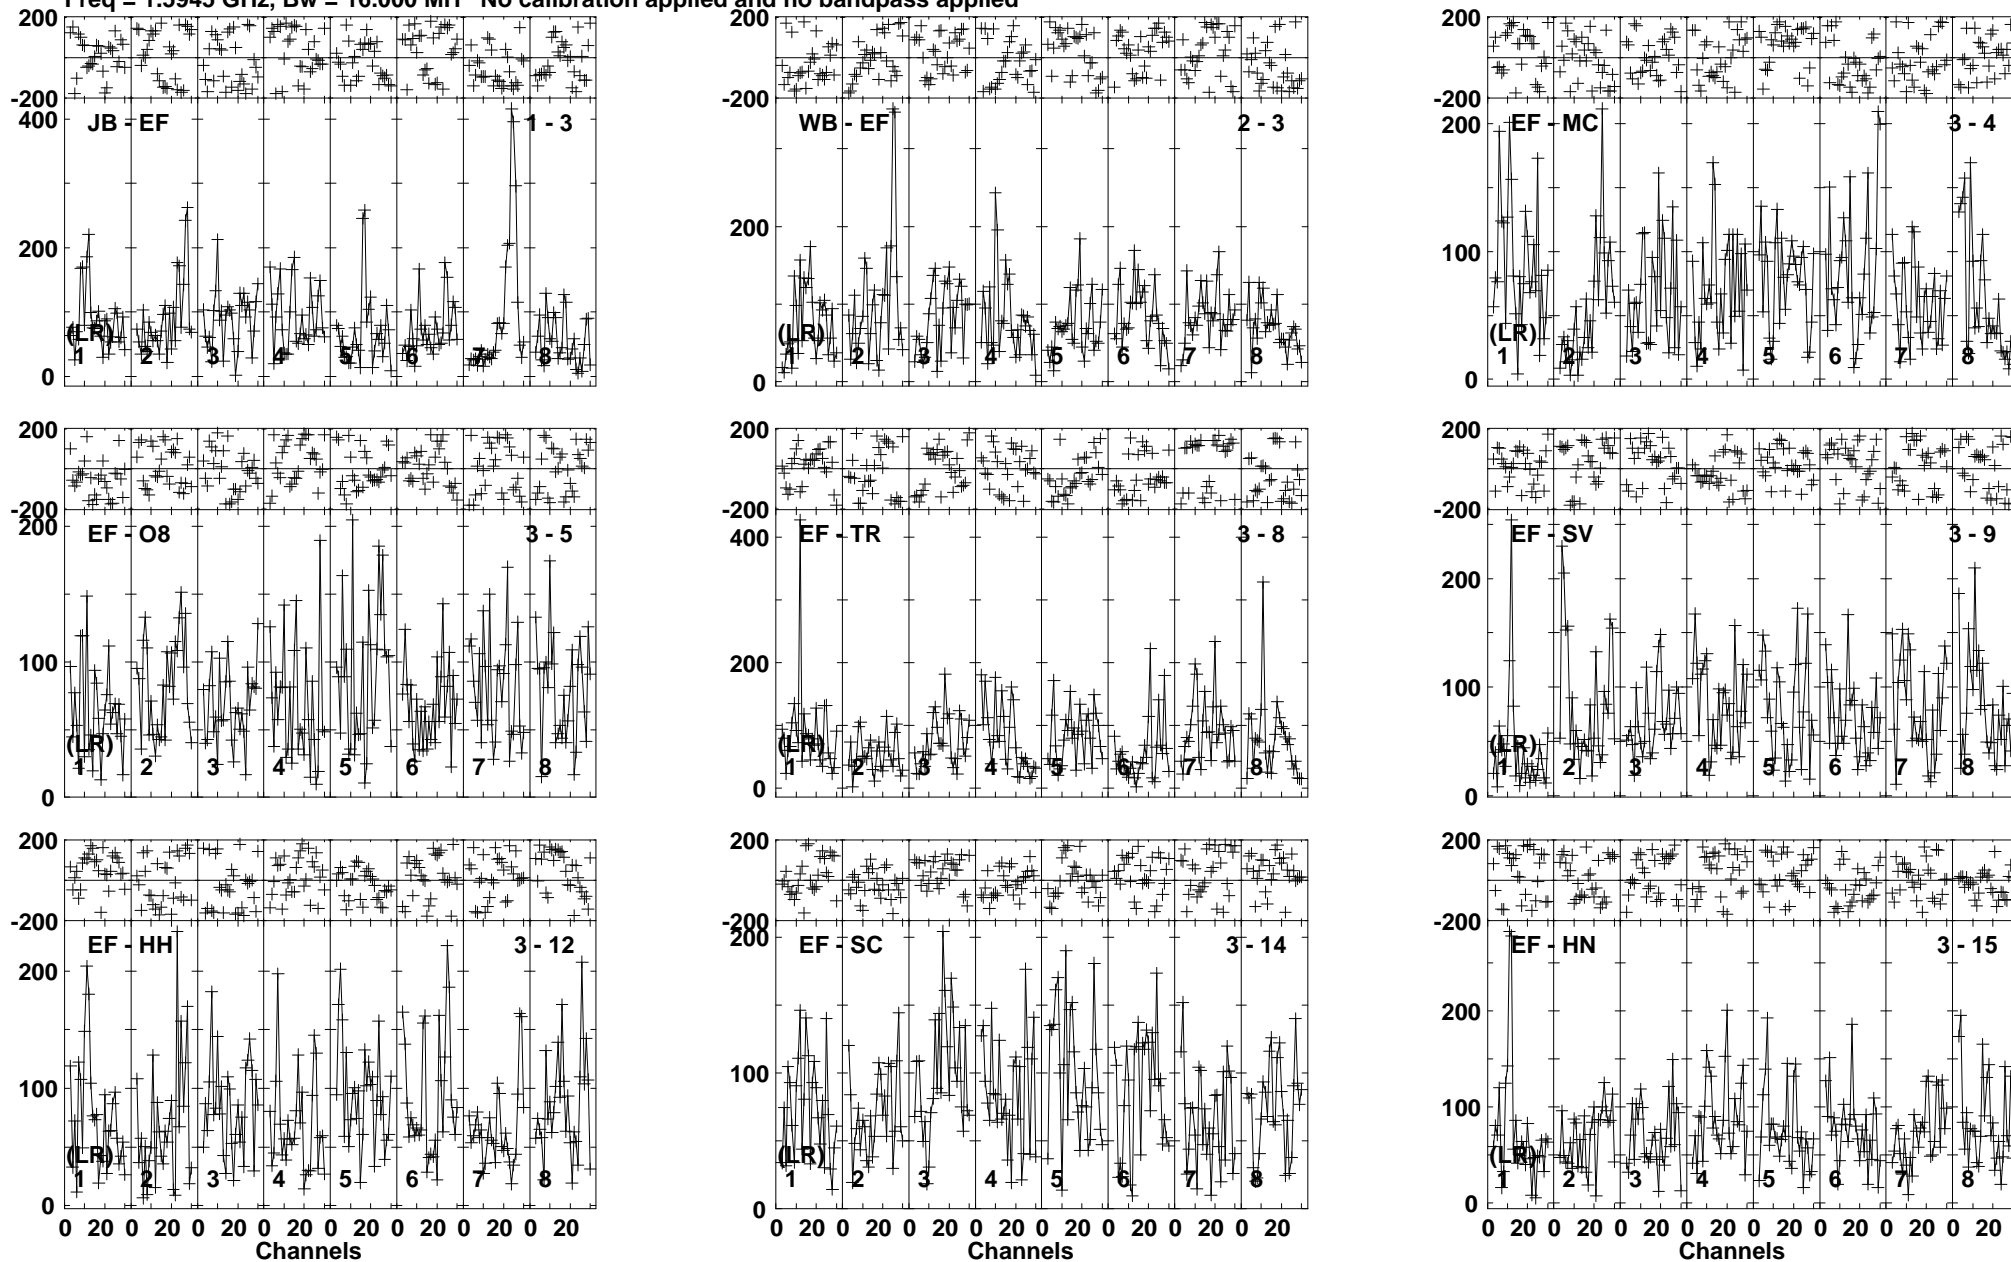 Freq = 1.5945 GHz, Bw = 16.000 MH No calibration applied and no bandpass applied
200 200 200
-200 -200 -200
JB - EF 1 - 3 WB - EF 2 - 3 EF - MC 3 - 4
400 200
200 200 100
(LR) (LR) (LR)
1 2 3 4 5 6 7 8 1 2 3 4 5 6 7 8 1 2 3 4 5 6 7 8
0 0 0
200 200 200
-200 -200 -200
EF - O8 3 - 5 EF - TR 3 - 8 EF - SV 3 - 9
200 400 200
100 200 100
(LR) (LR) (LR)
1 2 3 4 5 6 7 8 1 2 3 4 5 6 7 8 1 2 3 4 5 6 7 8
0 0 0
200 200 200
-200 -200 -200
EF - HH 3 - 12 EF - SC 3 - 14 EF - HN 3 - 15
200 200 200
100 100 100
(LR) (LR) (LR)
1 2 3 4 5 6 7 8 1 2 3 4 5 6 7 8 1 2 3 4 5 6 7 8
0 0 0
0 20 0 20 0 20 0 20 0 20 0 20 0 20 0 20 0 20 0 20 0 20 0 20 0 20 0 20 0 20 0 20 0 20 0 20 0 20 0 20 0 20 0 20 0 20 0 20
Channels Channels Channels